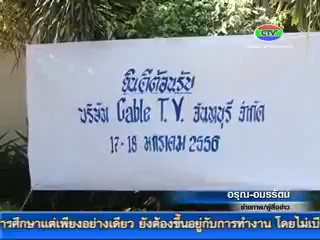 CTV
ยินดีต้อนรับ
บริษัท Cable T.V. จันทบุรี จำกัด
17-18 มกราคม 2556
อรุณ-อมรรัตน์
ช่างภาพ/ผู้สื่อข่าว
ารศึกษาแต่เพียงอย่างเดียว ยังต้องขึ้นอยู่กับการทำงาน โดยไม่เบี